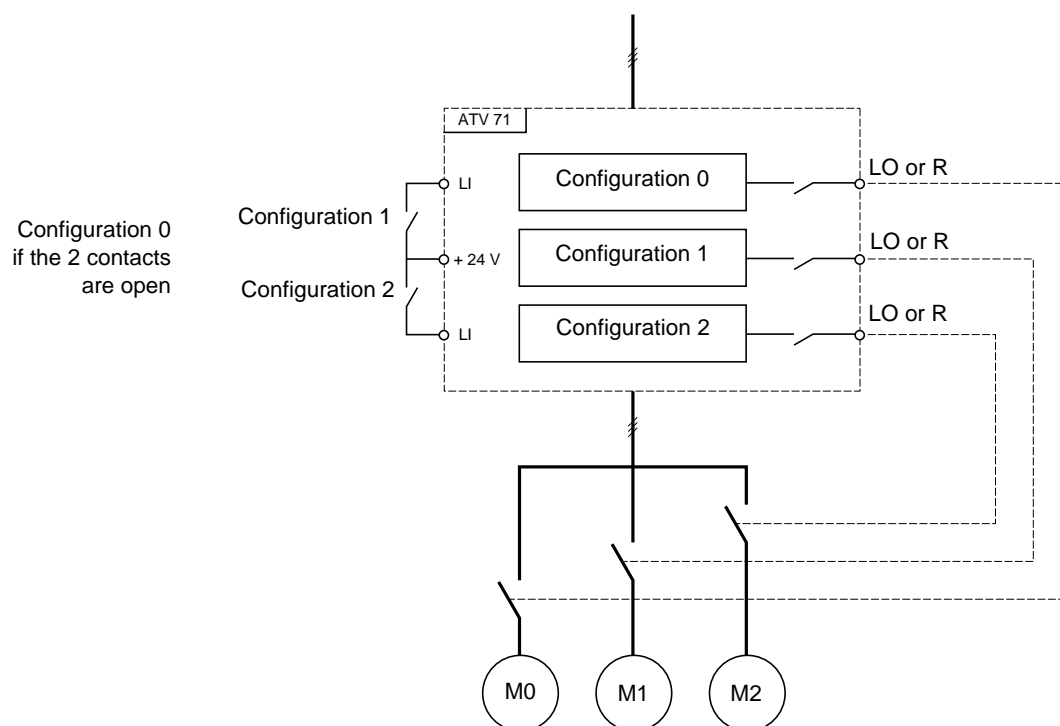 ATV 71
Configuration 0
if the 2 contacts
are open
Configuration 1
Configuration 2
LI
+ 24 V
LI
Configuration 0
Configuration 1
Configuration 2
LO or R
LO or R
LO or R
M0
M1
M2